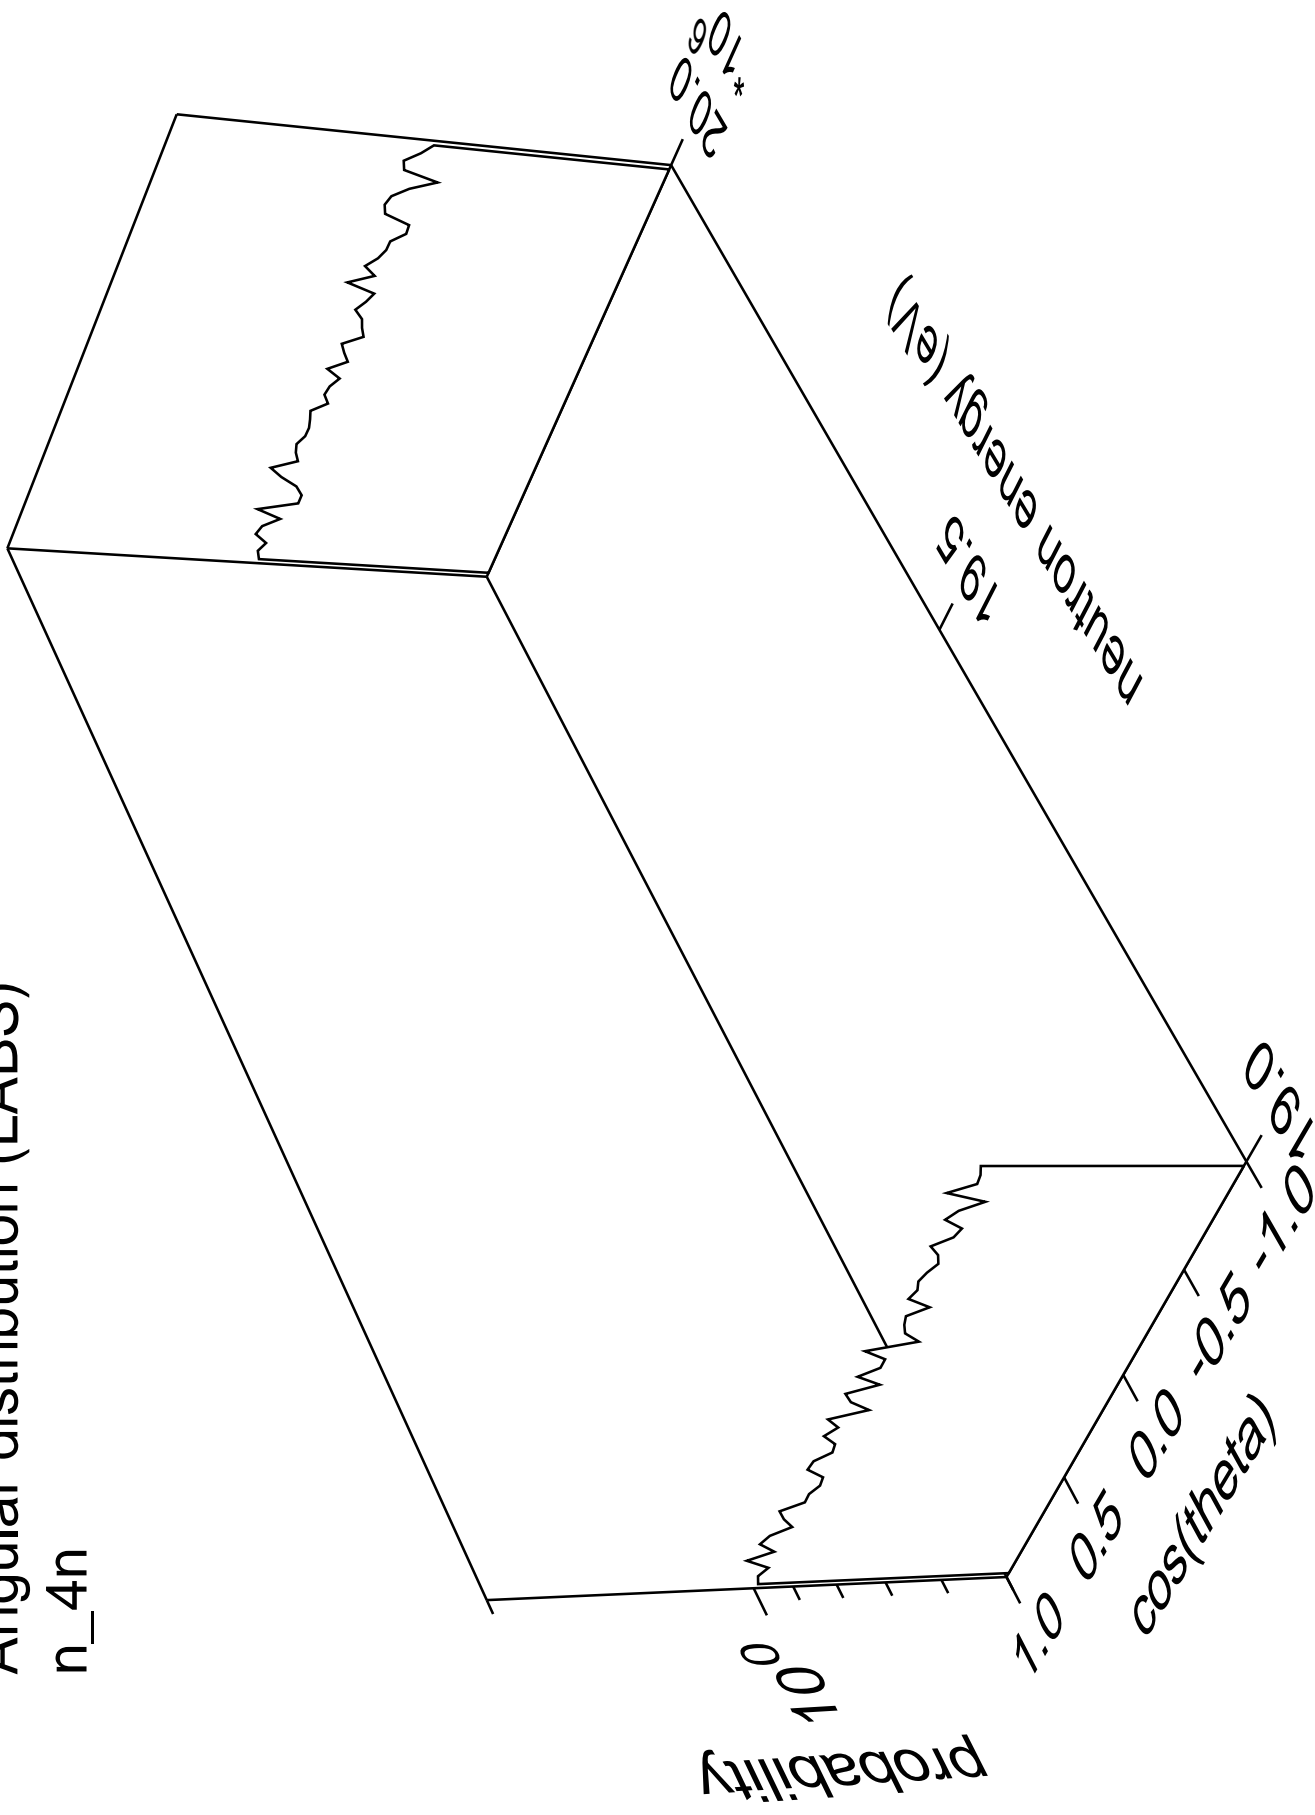 Angular distribution (LABS)
n_4n
probability
10^0
1.0
0.5
0.0
-0.5
-1.0
cos(theta)
19.0
19.5
20.0
*10^6
neutron energy (eV)